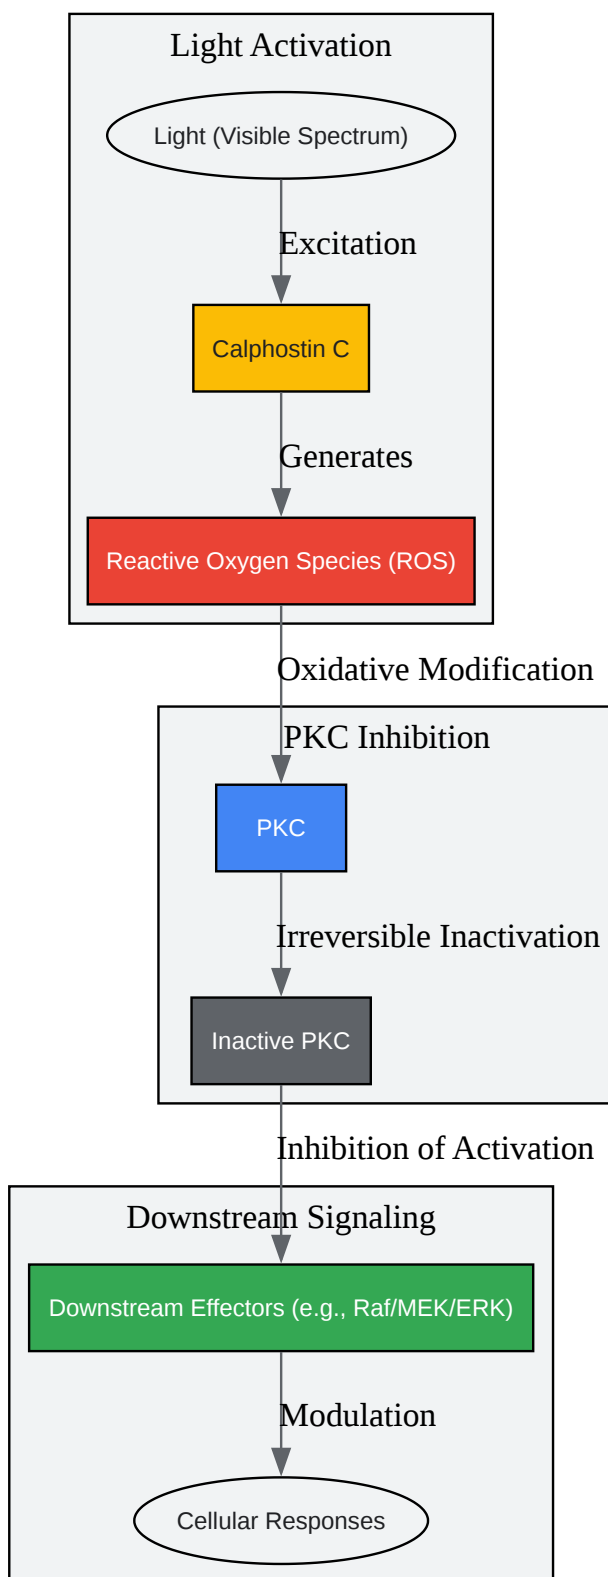 Light Activation
Light (Visible Spectrum)
Excitation
Calphostin C
Generates
Reactive Oxygen Species (ROS)
Oxidative Modification
PKC Inhibition
PKC
Irreversible Inactivation
Inactive PKC
Inhibition of Activation
Downstream Signaling
Downstream Effectors (e.g., Raf/MEK/ERK)
Modulation
Cellular Responses